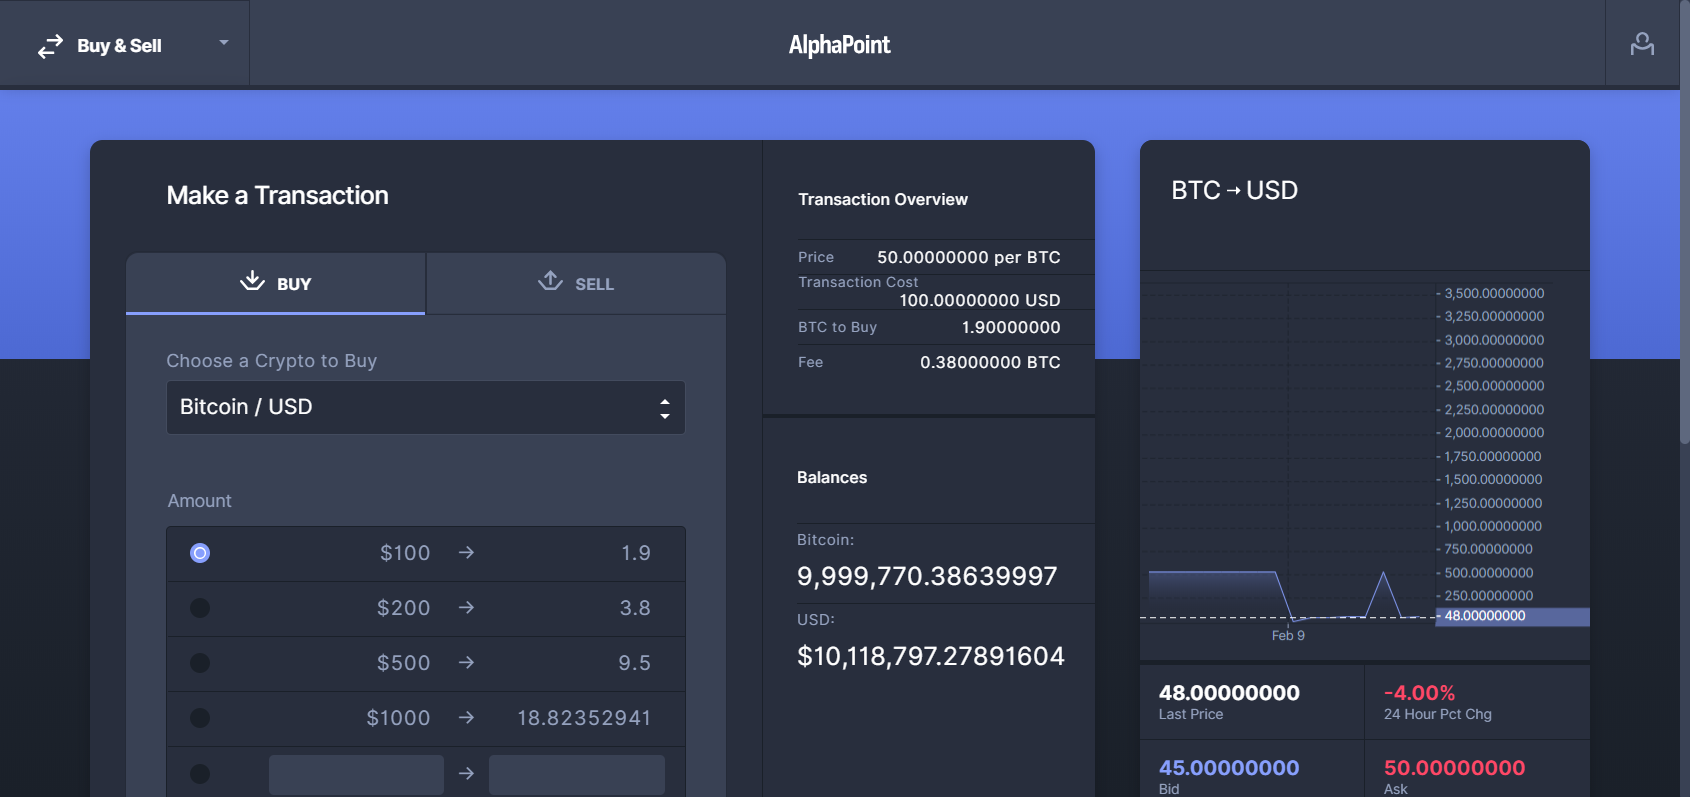 Buy & Sell
AlphaPoint
Make a Transaction
BUY
SELL
Choose a Crypto to Buy
Bitcoin / USD
Amount
$100 → 1.9
$200 → 3.8
$500 → 9.5
$1000 → 18.82352941
→
Transaction Overview
Price 50.00000000 per BTC
Transaction Cost
100.00000000 USD
BTC to Buy 1.90000000
Fee 0.38000000 BTC
Balances
Bitcoin:
9,999,770.38639997
USD:
$10,118,797.27891604
BTC → USD
3,500.00000000
3,250.00000000
3,000.00000000
2,750.00000000
2,500.00000000
2,250.00000000
2,000.00000000
1,750.00000000
1,500.00000000
1,250.00000000
1,000.00000000
750.00000000
500.00000000
250.00000000
48.00000000
Feb 9
48.00000000
Last Price
-4.00%
24 Hour Pct Chg
45.00000000
Bid
50.00000000
Ask